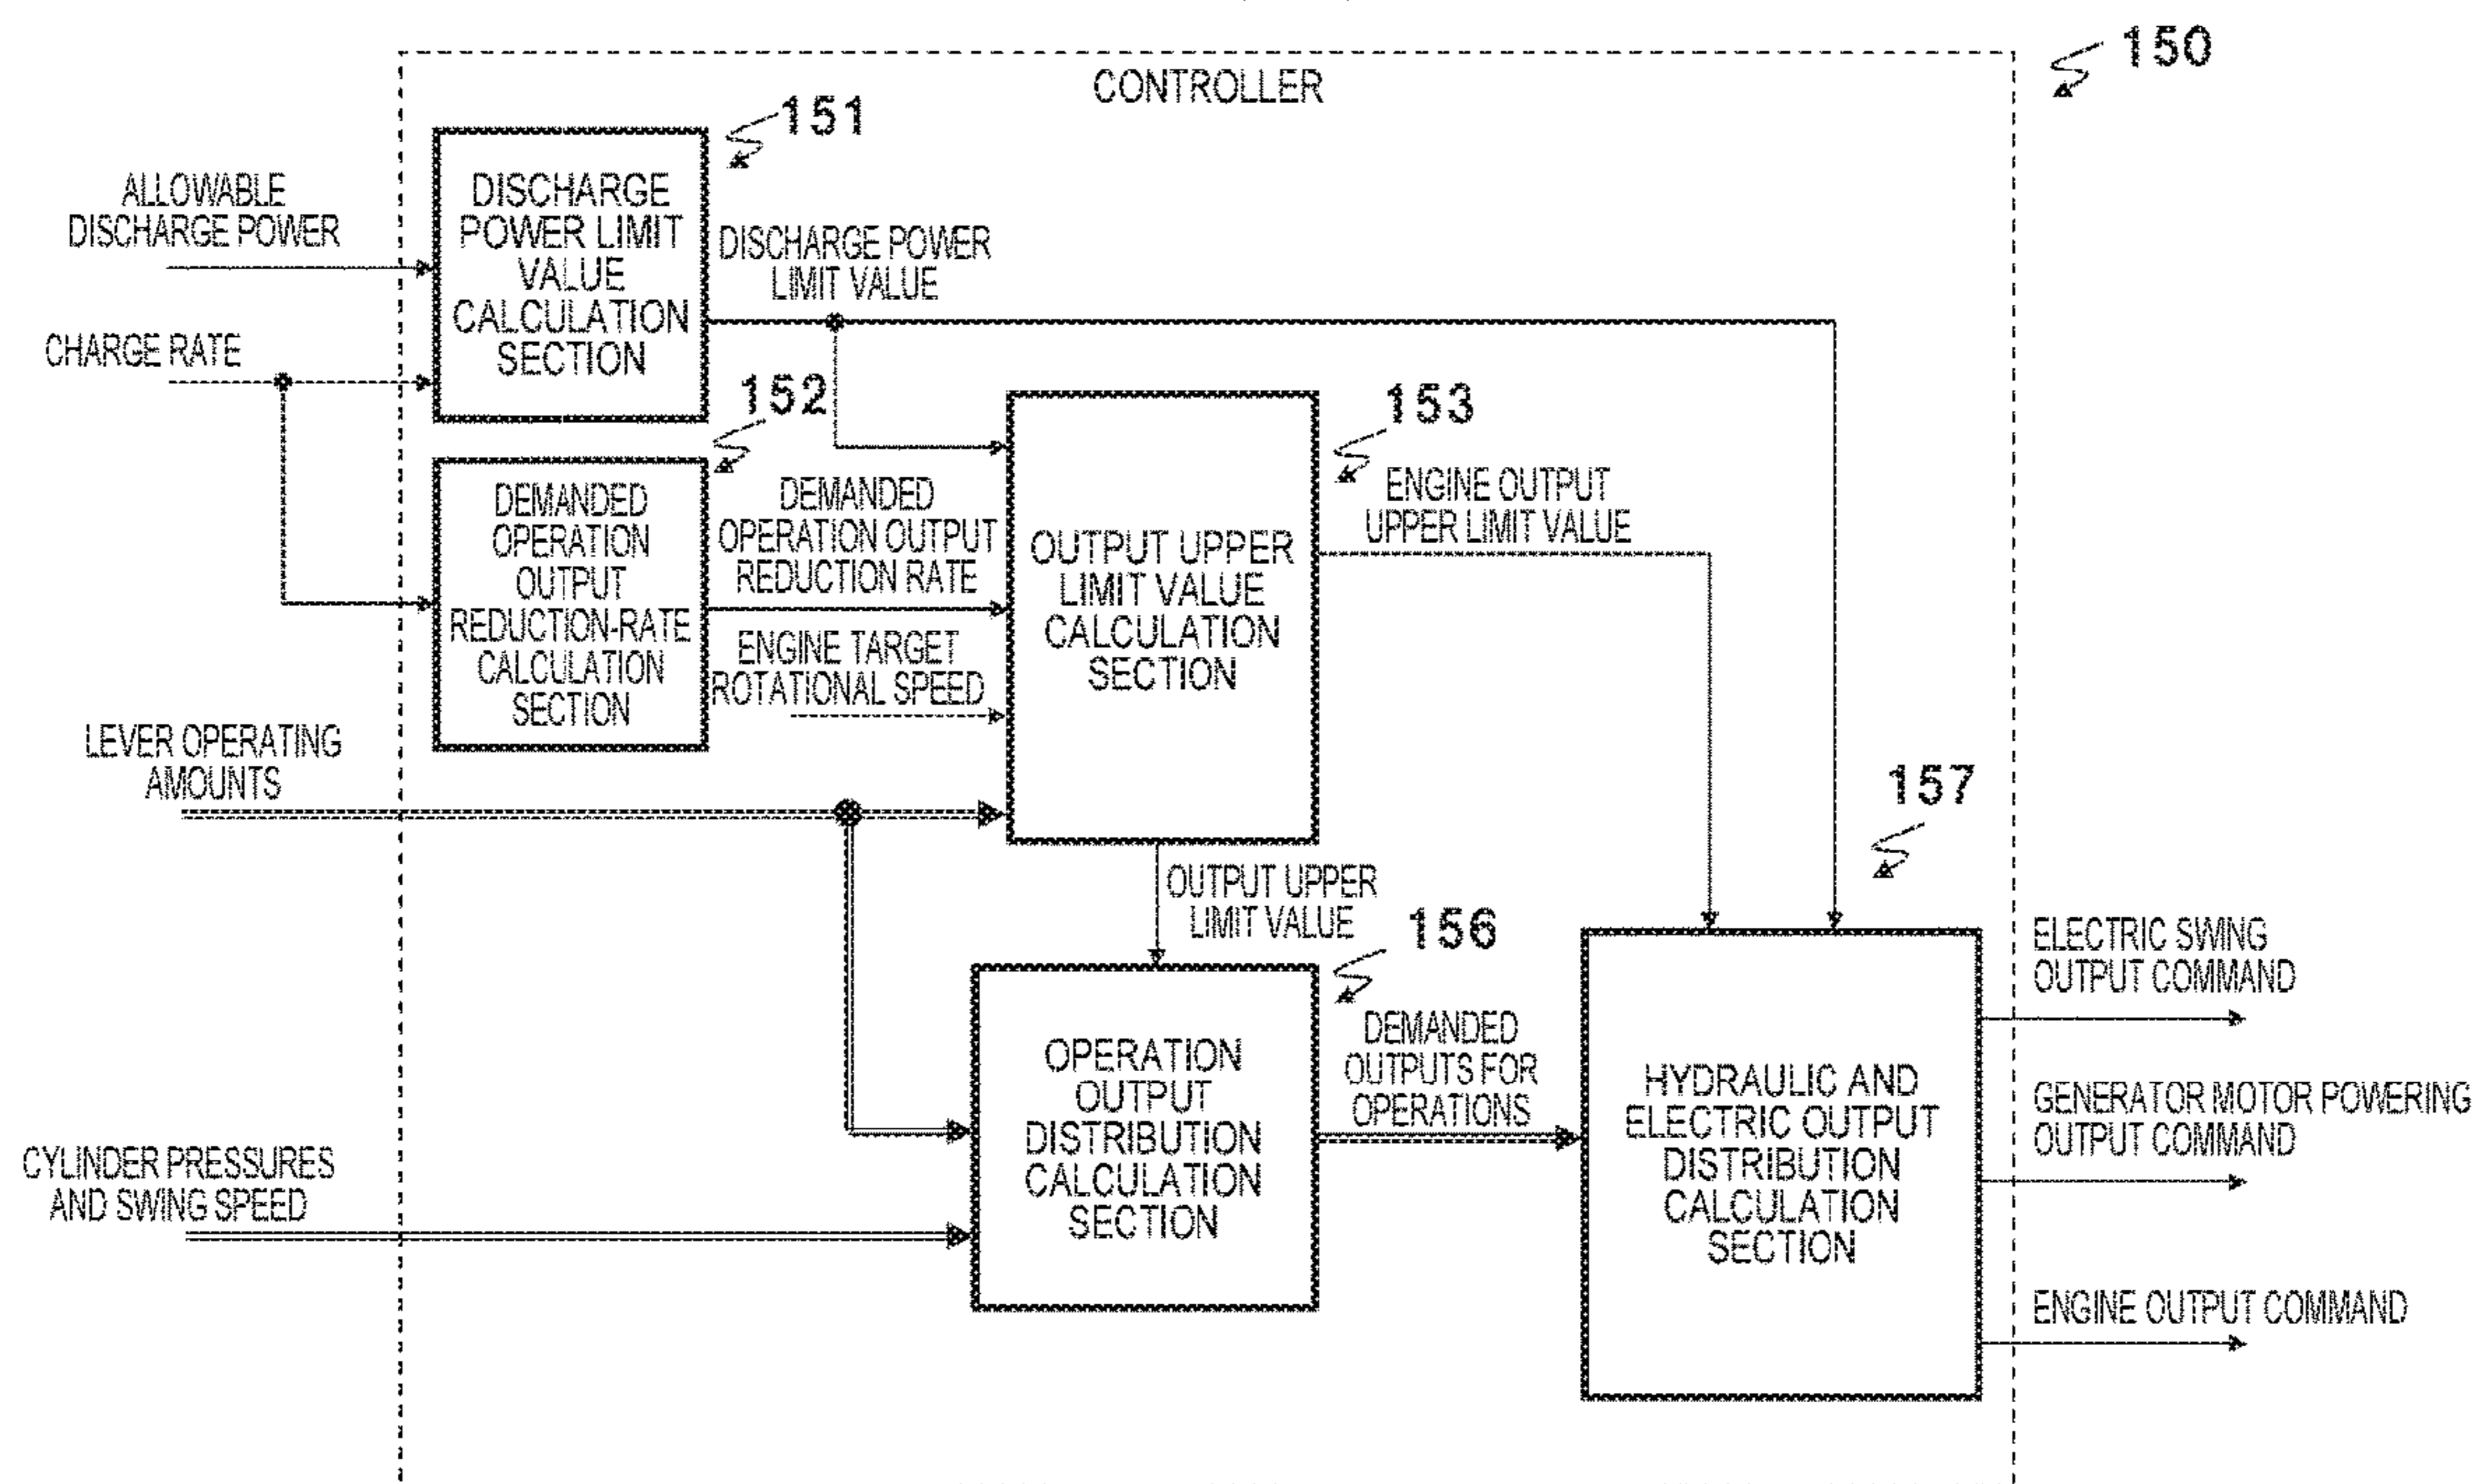 150
CONTROLLER
151
ALLOWABLE
DISCHARGE POWER
DISCHARGE
POWER LIMIT
VALUE
CALCULATION
SECTION
DISCHARGE POWER
LIMIT VALUE
CHARGE RATE
152
153
DEMANDED
OPERATION
OUTPUT
REDUCTION-RATE
CALCULATION
SECTION
DEMANDED
OPERATION OUTPUT
REDUCTION RATE
ENGINE TARGET
ROTATIONAL SPEED
OUTPUT UPPER
LIMIT VALUE
CALCULATION
SECTION
ENGINE OUTPUT
UPPER LIMIT VALUE
LEVER OPERATING
AMOUNTS
157
OUTPUT UPPER
LIMIT VALUE
156
CYLINDER PRESSURES
AND SWING SPEED
OPERATION
OUTPUT
DISTRIBUTION
CALCULATION
SECTION
DEMANDED
OUTPUTS FOR
OPERATIONS
HYDRAULIC AND
ELECTRIC OUTPUT
DISTRIBUTION
CALCULATION
SECTION
ELECTRIC SWING
OUTPUT COMMAND
GENERATOR MOTOR POWERING
OUTPUT COMMAND
ENGINE OUTPUT COMMAND